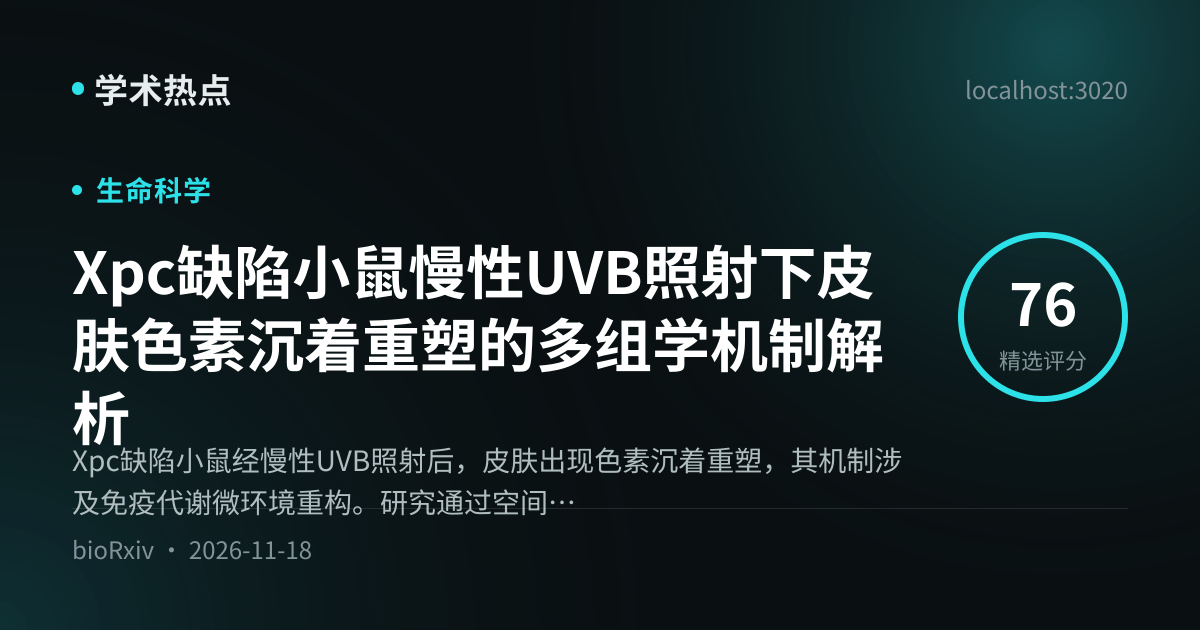 学术热点
localhost:3020
生命科学
Xpc缺陷小鼠慢性UVB照射下皮
肤色素沉着重塑的多组学机制解
析
76
精选评分
Xpc缺陷小鼠经慢性UVB照射后，皮肤出现色素沉着重塑，其机制涉
及免疫代谢微环境重构。研究通过空间…
bioRxiv · 2026-11-18